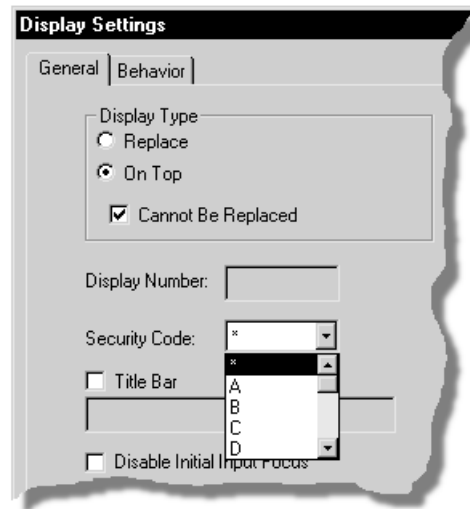 Display Settings
General Behavior
Display Type
Replace
On Top
Cannot Be Replaced
Display Number:
Security Code: *
*
Title Bar
A
B
C
D
Disable Initial Input Focus